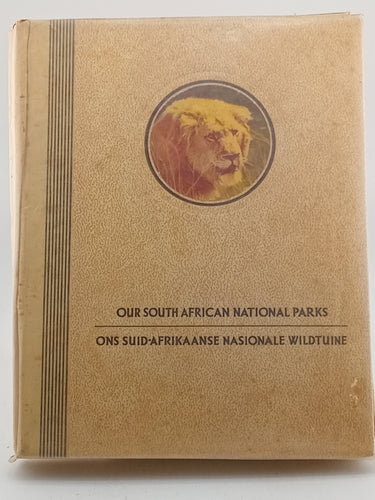 OUR SOUTH AFRICAN NATIONAL PARKS
ONS SUID-AFRIKAANSE NASIONALE WILDTUINE